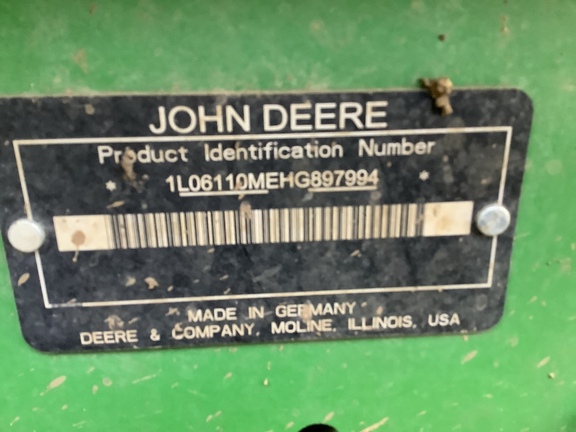 JOHN DEERE
Product Identification Number
* 1L06110MEHG897994 *
MADE IN GERMANY
DEERE & COMPANY, MOLINE, ILLINOIS, USA